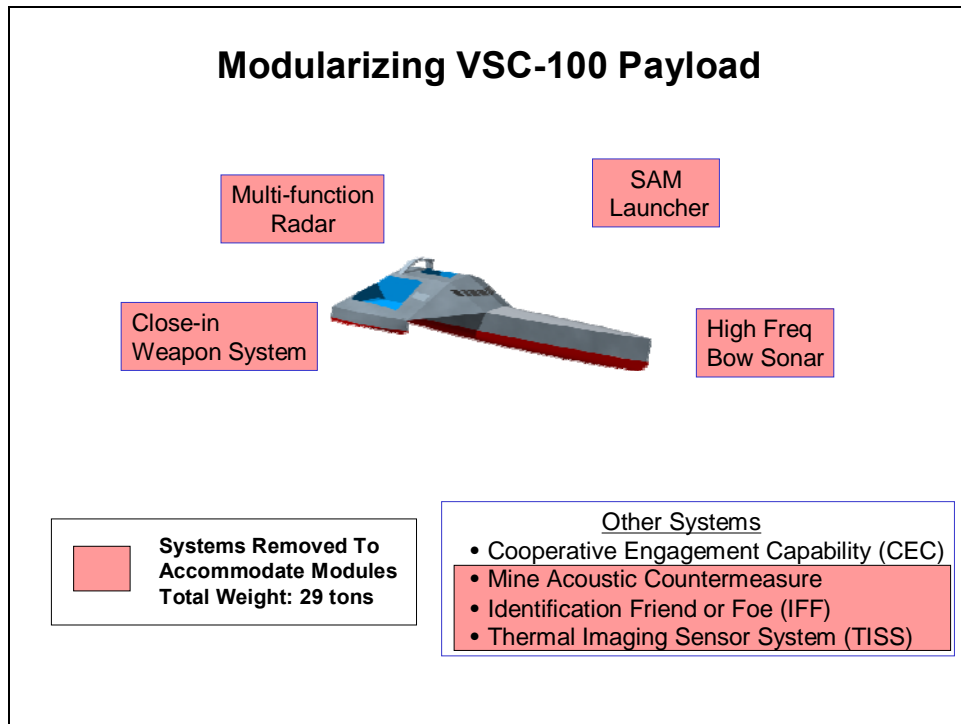 Modularizing VSC-100 Payload
Multi-function
Radar
SAM
Launcher
Close-in
Weapon System
High Freq
Bow Sonar
Systems Removed To
Accommodate Modules
Total Weight: 29 tons
Other Systems
• Cooperative Engagement Capability (CEC)
• Mine Acoustic Countermeasure
• Identification Friend or Foe (IFF)
• Thermal Imaging Sensor System (TISS)